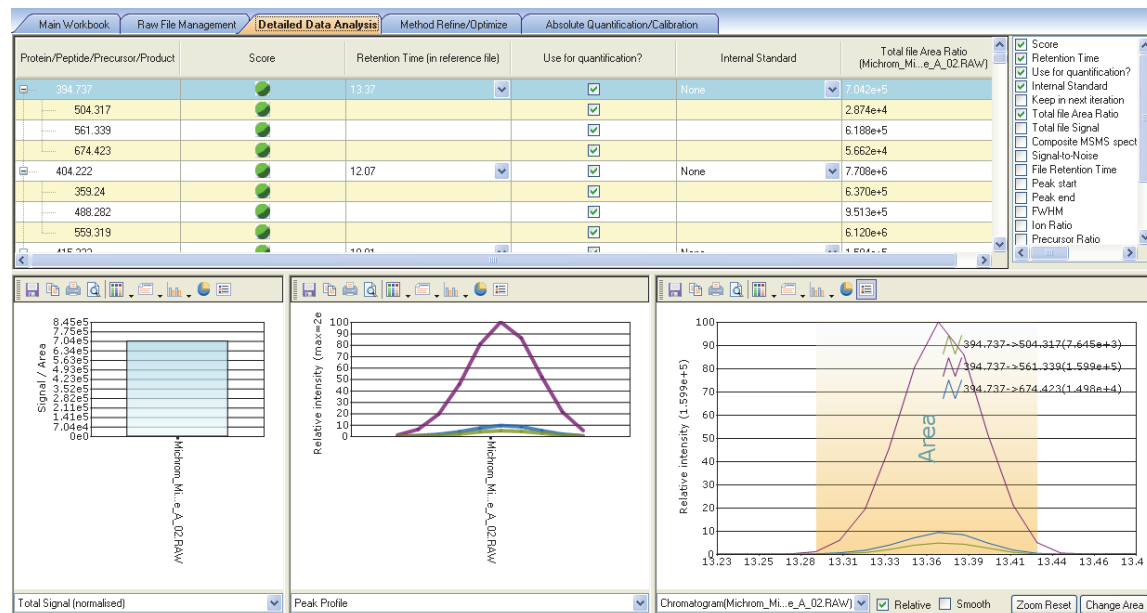 Main Workbook Raw File Management Detailed Data Analysis Method Refine/Optimize Absolute Quantification/Calibration
Protein/Peptide/Precursor/Product Score Retention Time (in reference file) Use for quantification? Internal Standard Total file Area Ratio
(Michrom_Mi...e_A_02.RAW)
394.737 13.37 None 7.042e+5
504.317 2.874e+4
561.339 6.188e+5
674.423 5.662e+4
404.222 12.07 None 7.708e+6
359.24 6.370e+5
488.282 9.513e+5
559.319 6.120e+6
Score
Retention Time
Use for quantification?
Internal Standard
Keep in next iteration
Total file Area Ratio
Total file Signal
Composite MSMS spect
Signal-to-Noise
File Retention Time
Peak start
Peak end
FWHM
Ion Ratio
Precursor Ratio
Signal / Area
8.45e5
7.75e5
7.04e5
6.34e5
5.63e5
4.93e5
4.23e5
3.52e5
2.82e5
2.11e5
1.41e5
7.04e4
0e0
Michrom_Mi...e_A_02.RAW
Total Signal (normalised)
Relative intensity (max=2e
100
90
80
70
60
50
40
30
20
10
0
Michrom_Mi...e_A_02.RAW
Peak Profile
Relative intensity (1.599e+5)
100
90
80
70
60
50
40
30
20
10
0
394.737->504.317(7.645e+3)
394.737->561.339(1.599e+5)
394.737->674.423(1.498e+4)
Area
13.23 13.25 13.28 13.31 13.33 13.36 13.39 13.41 13.44 13.46 13.4
Chromatogram(Michrom_Mi...e_A_02.RAW) Relative Smooth Zoom Reset Change Area